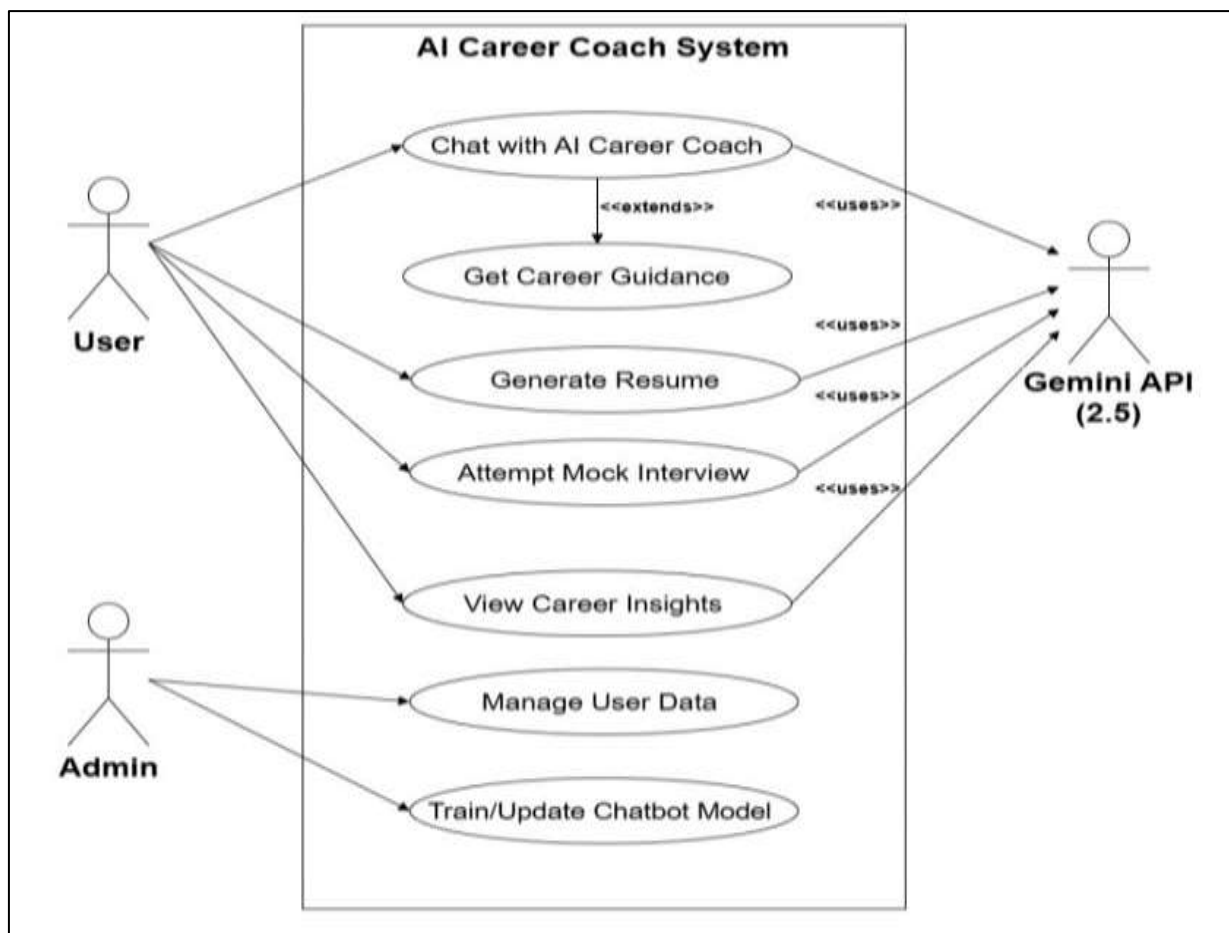 AI Career Coach System
Chat with AI Career Coach
<<extends>>
<<uses>>
Get Career Guidance
User
<<uses>>
Generate Resume
Gemini API
(2.5)
<<uses>>
Attempt Mock Interview
<<uses>>
View Career Insights
Manage User Data
Admin
Train/Update Chatbot Model